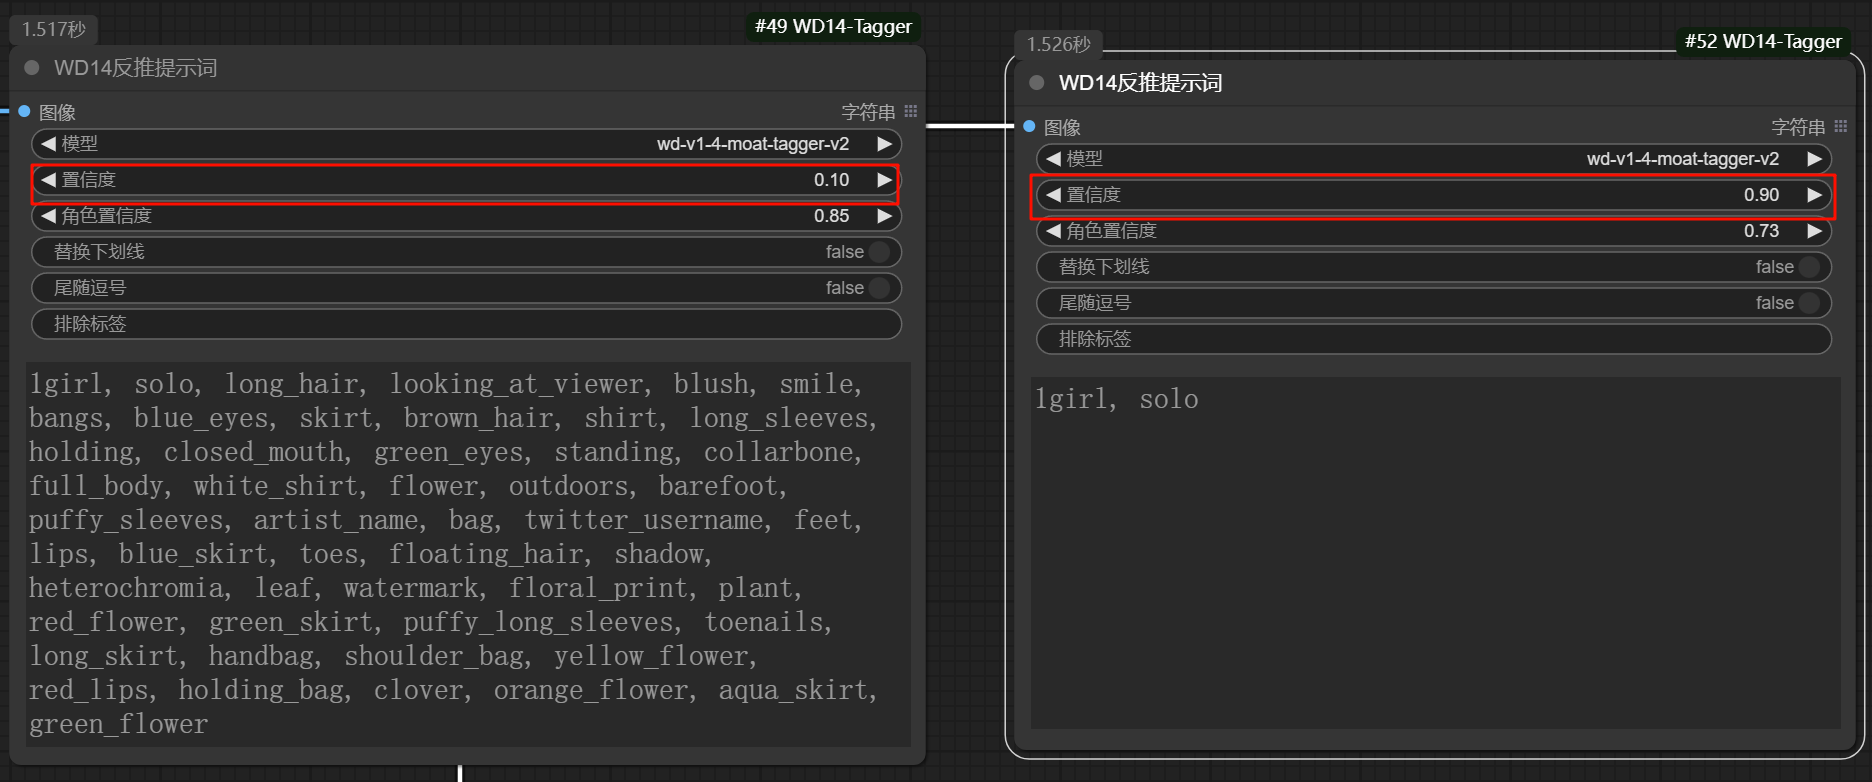 1.517秒
#49 WD14-Tagger
WD14反推提示词
图像
字符串
模型
wd-v1-4-moat-tagger-v2
置信度
0.10
角色置信度
0.85
替换下划线
false
尾随逗号
false
排除标签
1girl, solo, long_hair, looking_at_viewer, blush, smile,
bangs, blue_eyes, skirt, brown_hair, shirt, long_sleeves,
holding, closed_mouth, green_eyes, standing, collarbone,
full_body, white_shirt, flower, outdoors, barefoot,
puffy_sleeves, artist_name, bag, twitter_username, feet,
lips, blue_skirt, toes, floating_hair, shadow,
heterochromia, leaf, watermark, floral_print, plant,
red_flower, green_skirt, puffy_long_sleeves, toenails,
long_skirt, handbag, shoulder_bag, yellow_flower,
red_lips, holding_bag, clover, orange_flower, aqua_skirt,
green_flower
1.526秒
#52 WD14-Tagger
WD14反推提示词
图像
字符串
模型
wd-v1-4-moat-tagger-v2
置信度
0.90
角色置信度
0.73
替换下划线
false
尾随逗号
false
排除标签
1girl, solo